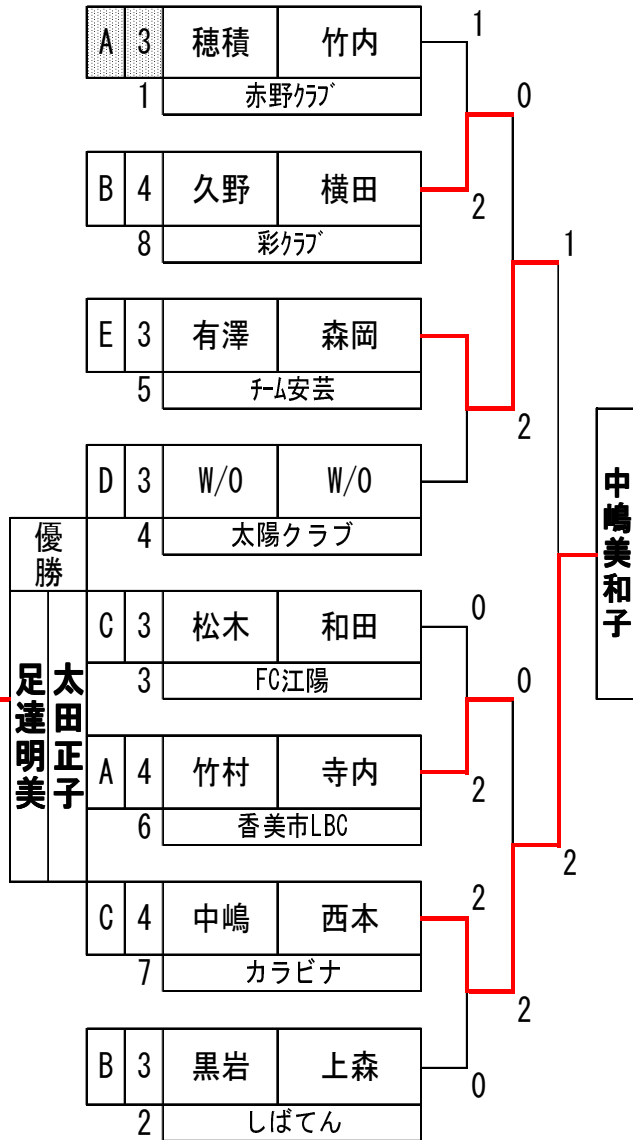 A 3 穂積 竹内
1 赤野クラブ
1
0
B 4 久野 横田
8 彩クラブ
2
1
E 3 有澤 森岡
5 チーム安芸
2
D 3 W/O W/O
4 太陽クラブ
優勝
太田正子
足達明美
C 3 松木 和田
3 FC江陽
0
0
A 4 竹村 寺内
6 香美市LBC
2
2
C 4 中嶋 西本
7 カラビナ
2
2
B 3 黒岩 上森
2 しばてん
0
中嶋美和子